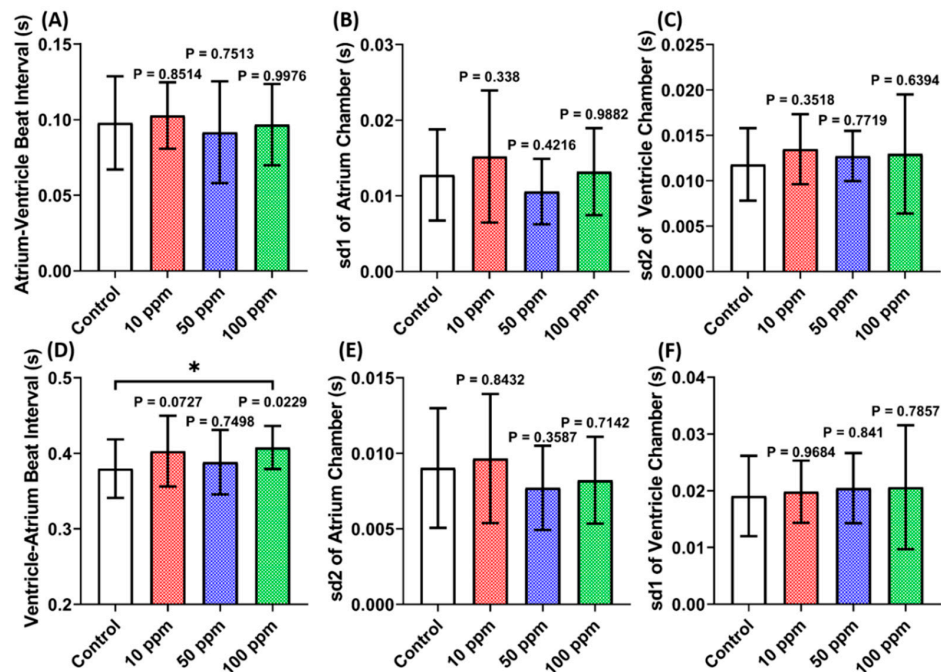 (A)
Atrium-Ventricle Beat Interval (s)
0.15
0.10
0.05
0.00
P = 0.8514
P = 0.7513
P = 0.9976
Control
10 ppm
50 ppm
100 ppm
(B)
sd1 of Atrium Chamber (s)
0.03
0.02
0.01
0.00
P = 0.338
P = 0.4216
P = 0.9882
Control
10 ppm
50 ppm
100 ppm
(C)
sd2 of Ventricle Chamber (s)
0.025
0.020
0.015
0.010
0.005
0.000
P = 0.3518
P = 0.7719
P = 0.6394
Control
10 ppm
50 ppm
100 ppm
(D)
Ventricle-Atrium Beat Interval (s)
0.5
0.4
0.3
0.2
*
P = 0.0727
P = 0.7498
P = 0.0229
Control
10 ppm
50 ppm
100 ppm
(E)
sd2 of Atrium Chamber (s)
0.015
0.010
0.005
0.000
P = 0.8432
P = 0.3587
P = 0.7142
Control
10 ppm
50 ppm
100 ppm
(F)
sd1 of Ventricle Chamber (s)
0.04
0.03
0.02
0.01
0.00
P = 0.9684
P = 0.841
P = 0.7857
Control
10 ppm
50 ppm
100 ppm